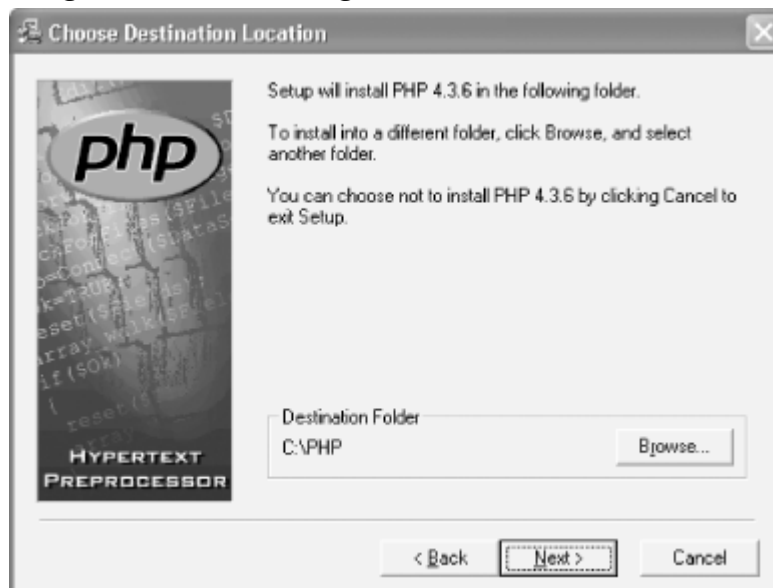 Choose Destination Location
php
HYPERTEXT
PREPROCESSOR
Setup will install PHP 4.3.6 in the following folder.
To install into a different folder, click Browse, and select
another folder.
You can choose not to install PHP 4.3.6 by clicking Cancel to
exit Setup.
Destination Folder
C:\PHP
Browse...
< Back
Next >
Cancel